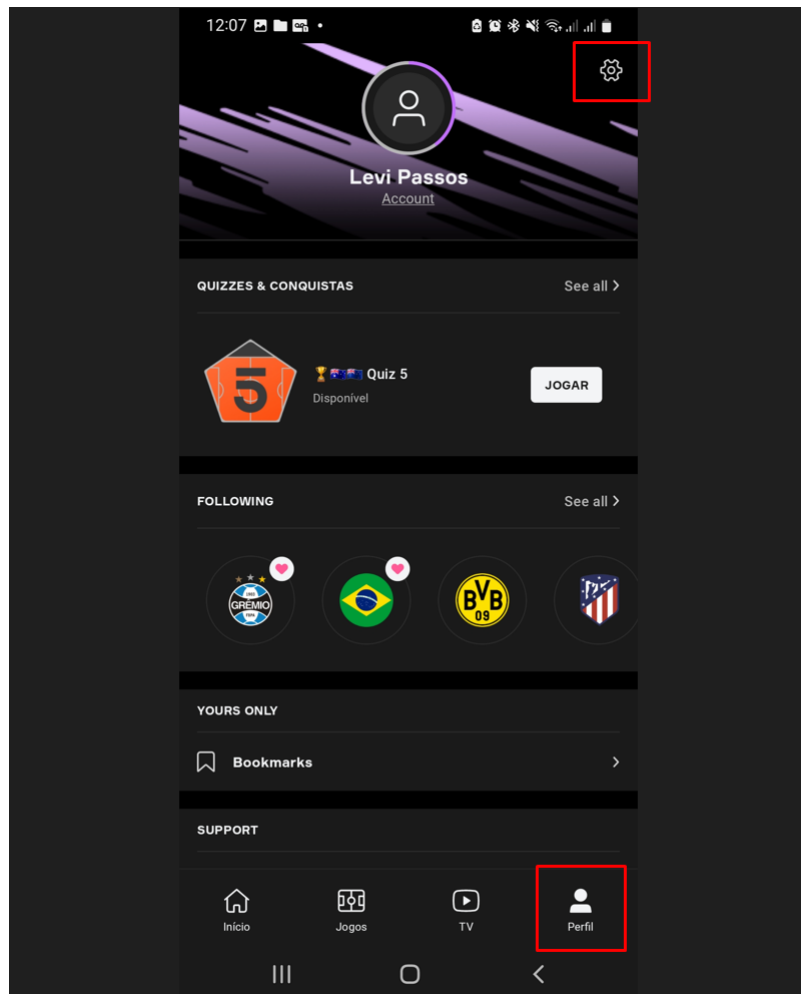 12:07
Levi Passos
Account
QUIZZES & CONQUISTAS
See all >
5
🏆🇦🇺🇳🇿 Quiz 5
Disponível
JOGAR
FOLLOWING
See all >
GRÊMIO
BVB
09
YOURS ONLY
Bookmarks
SUPPORT
Início
Jogos
TV
Perfil